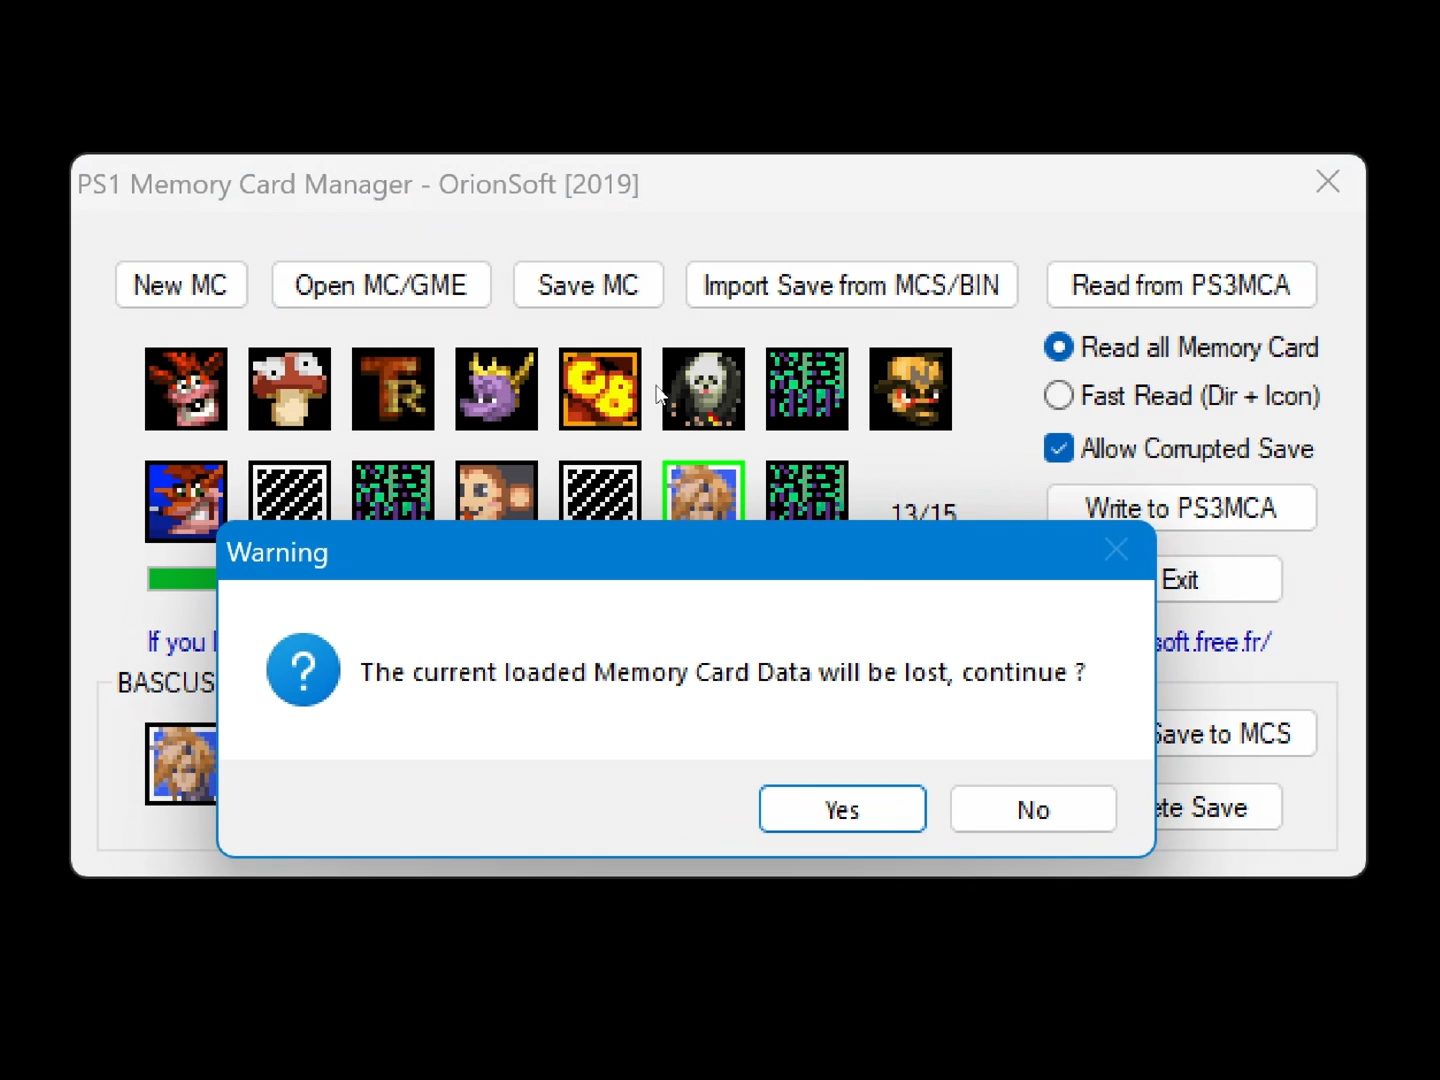 PS1 Memory Card Manager - OrionSoft [2019]
New MC
Open MC/GME
Save MC
Import Save from MCS/BIN
Read from PS3MCA
Read all Memory Card
Fast Read (Dir + Icon)
Allow Corrupted Save
TR
CB
13/15
Write to PS3MCA
Warning
Exit
If you
soft.free.fr/
The current loaded Memory Card Data will be lost, continue ?
BASCUS
Save to MCS
Yes
No
ete Save